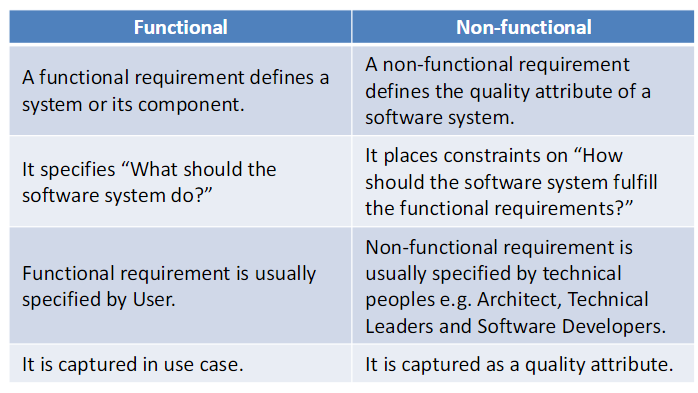 Functional
Non-functional
A functional requirement defines a
system or its component.
A non-functional requirement
defines the quality attribute of a
software system.
It specifies “What should the
software system do?”
It places constraints on “How
should the software system fulfill
the functional requirements?”
Functional requirement is usually
specified by User.
Non-functional requirement is
usually specified by technical
peoples e.g. Architect, Technical
Leaders and Software Developers.
It is captured in use case.
It is captured as a quality attribute.